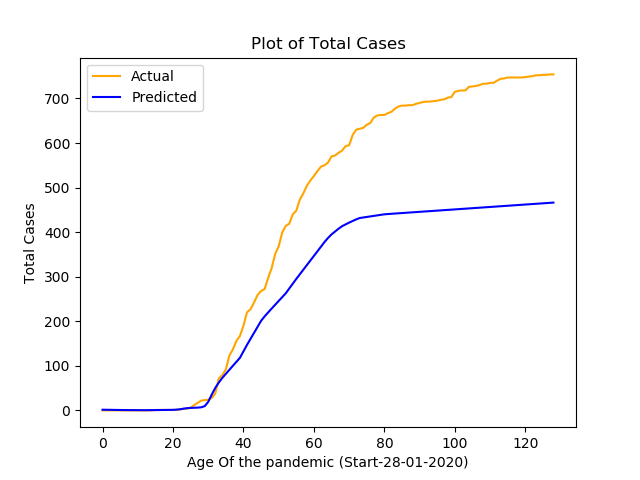 Plot of Total Cases
Actual
Predicted
Total Cases
700
600
500
400
300
200
100
0
0 20 40 60 80 100 120
Age Of the pandemic (Start-28-01-2020)